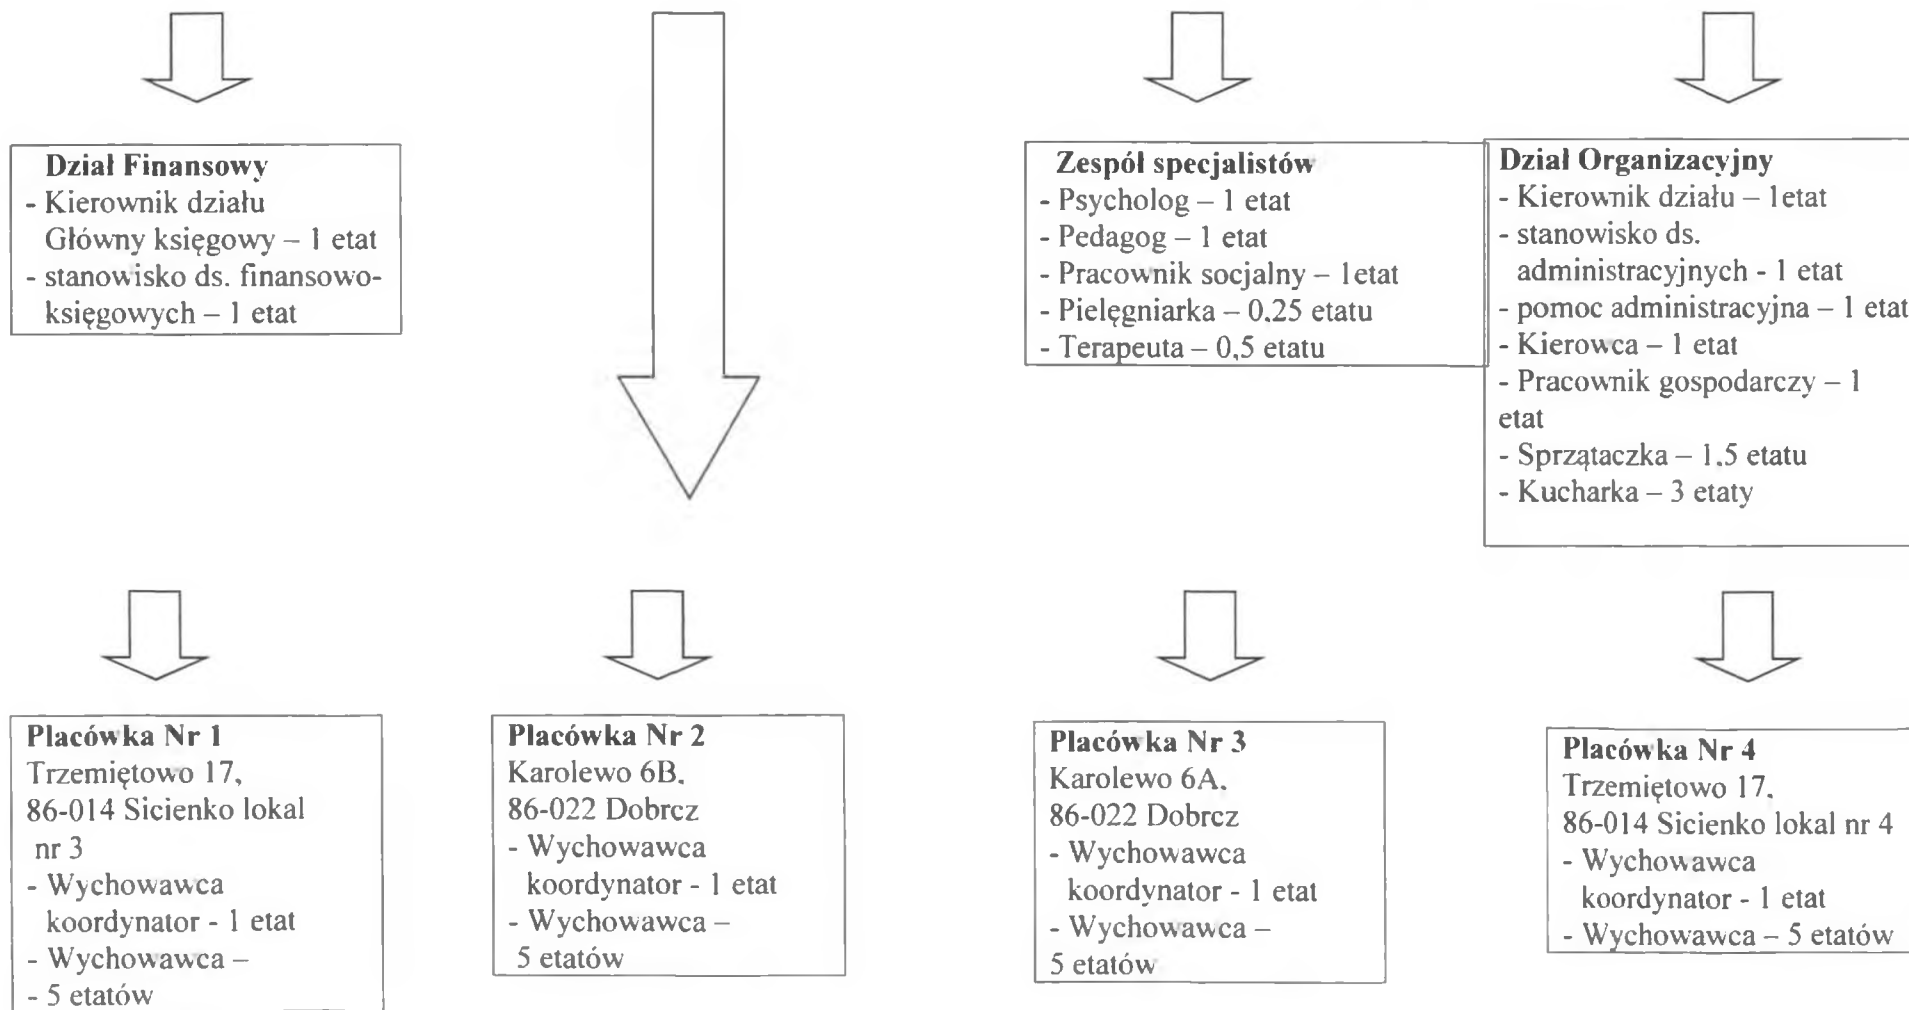 Dział Finansowy
- Kierownik działu
Główny księgowy – 1 etat
- stanowisko ds. finansowo-
księgowych – 1 etat
Zespół specjalistów
- Psycholog – 1 etat
- Pedagog – 1 etat
- Pracownik socjalny – 1etat
- Pielęgniarka – 0,25 etatu
- Terapeuta – 0,5 etatu
Dział Organizacyjny
- Kierownik działu – 1etat
- stanowisko ds.
administracyjnych - 1 etat
- pomoc administracyjna – 1 etat
- Kierowca – 1 etat
- Pracownik gospodarczy – 1
etat
- Sprzątaczka – 1,5 etatu
- Kucharka – 3 etaty
Placówka Nr 1
Trzemiętowo 17,
86-014 Sicienko lokal
nr 3
- Wychowawca
koordynator - 1 etat
- Wychowawca –
- 5 etatów
Placówka Nr 2
Karolewo 6B,
86-022 Dobrcz
- Wychowawca
koordynator - 1 etat
- Wychowawca –
5 etatów
Placówka Nr 3
Karolewo 6A,
86-022 Dobrcz
- Wychowawca
koordynator - 1 etat
- Wychowawca –
5 etatów
Placówka Nr 4
Trzemiętowo 17,
86-014 Sicienko lokal nr 4
- Wychowawca
koordynator - 1 etat
- Wychowawca – 5 etatów